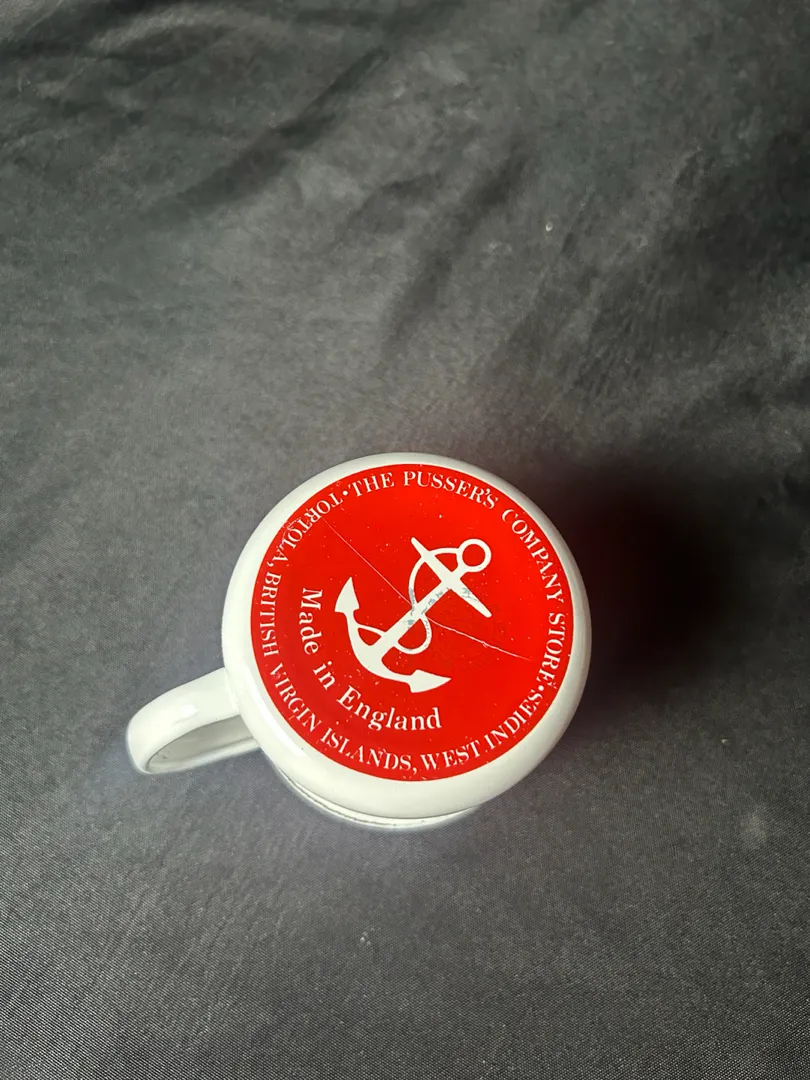 THE PUSSER'S COMPANY STORE•
TORTOLA, BRITISH VIRGIN ISLANDS, WEST INDIES•
Made in England